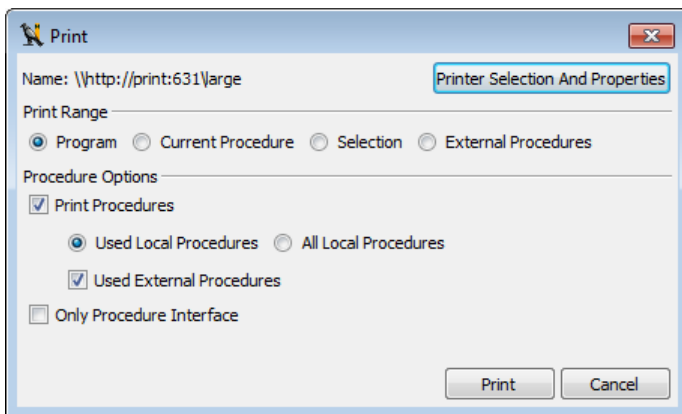 Print
Name: \\http://print:631\large Printer Selection And Properties
Print Range
Program Current Procedure Selection External Procedures
Procedure Options
Print Procedures
Used Local Procedures All Local Procedures
Used External Procedures
Only Procedure Interface
Print Cancel